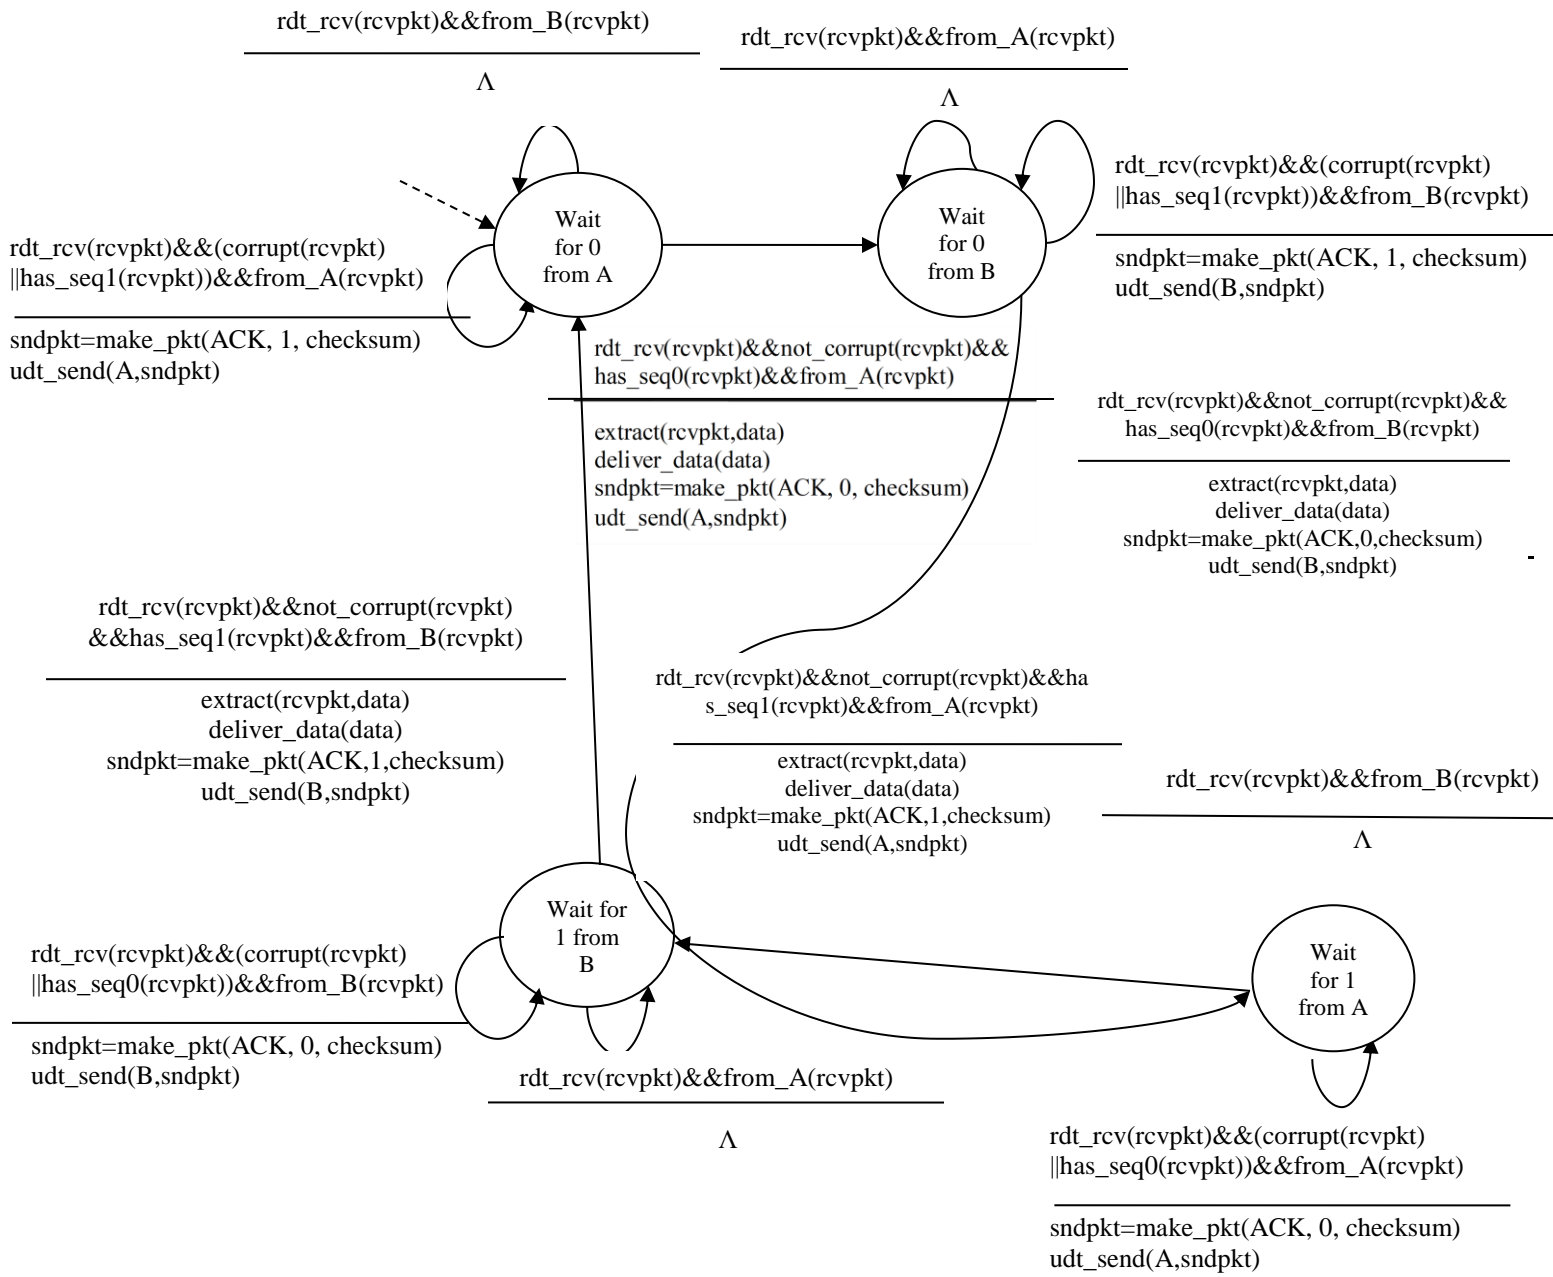 rdt_rcv(rcvpkt)&&from_B(rcvpkt)
Λ
rdt_rcv(rcvpkt)&&from_A(rcvpkt)
Λ
rdt_rcv(rcvpkt)&&(corrupt(rcvpkt)
||has_seq1(rcvpkt))&&from_B(rcvpkt)
sndpkt=make_pkt(ACK, 1, checksum)
udt_send(B,sndpkt)
Wait
for 0
from A
Wait
for 0
from B
rdt_rcv(rcvpkt)&&(corrupt(rcvpkt)
||has_seq1(rcvpkt))&&from_A(rcvpkt)
sndpkt=make_pkt(ACK, 1, checksum)
udt_send(A,sndpkt)
rdt_rcv(rcvpkt)&&not_corrupt(rcvpkt)&&
has_seq0(rcvpkt)&&from_A(rcvpkt)
extract(rcvpkt,data)
deliver_data(data)
sndpkt=make_pkt(ACK, 0, checksum)
udt_send(A,sndpkt)
rdt_rcv(rcvpkt)&&not_corrupt(rcvpkt)&&
has_seq0(rcvpkt)&&from_B(rcvpkt)
extract(rcvpkt,data)
deliver_data(data)
sndpkt=make_pkt(ACK,0,checksum)
udt_send(B,sndpkt)
rdt_rcv(rcvpkt)&&not_corrupt(rcvpkt)
&&has_seq1(rcvpkt)&&from_B(rcvpkt)
extract(rcvpkt,data)
deliver_data(data)
sndpkt=make_pkt(ACK,1,checksum)
udt_send(B,sndpkt)
rdt_rcv(rcvpkt)&&not_corrupt(rcvpkt)&&ha
s_seq1(rcvpkt)&&from_A(rcvpkt)
extract(rcvpkt,data)
deliver_data(data)
sndpkt=make_pkt(ACK,1,checksum)
udt_send(A,sndpkt)
rdt_rcv(rcvpkt)&&from_B(rcvpkt)
Λ
Wait for
1 from
B
Wait
for 1
from A
rdt_rcv(rcvpkt)&&(corrupt(rcvpkt)
||has_seq0(rcvpkt))&&from_B(rcvpkt)
sndpkt=make_pkt(ACK, 0, checksum)
udt_send(B,sndpkt)
rdt_rcv(rcvpkt)&&from_A(rcvpkt)
Λ
rdt_rcv(rcvpkt)&&(corrupt(rcvpkt)
||has_seq0(rcvpkt))&&from_A(rcvpkt)
sndpkt=make_pkt(ACK, 0, checksum)
udt_send(A,sndpkt)